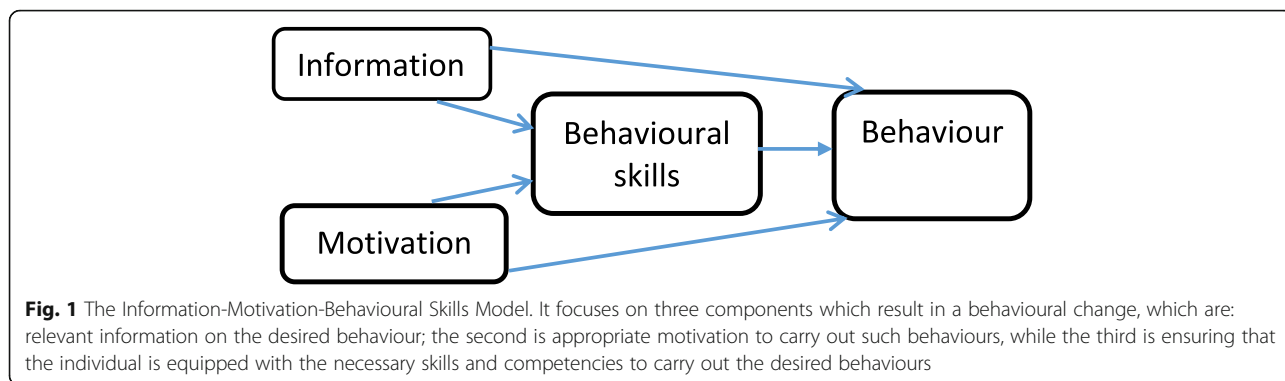 Information
Behavioural
skills
Behaviour
Motivation
Fig. 1 The Information-Motivation-Behavioural Skills Model. It focuses on three components which result in a behavioural change, which are:
relevant information on the desired behaviour; the second is appropriate motivation to carry out such behaviours, while the third is ensuring that
the individual is equipped with the necessary skills and competencies to carry out the desired behaviours